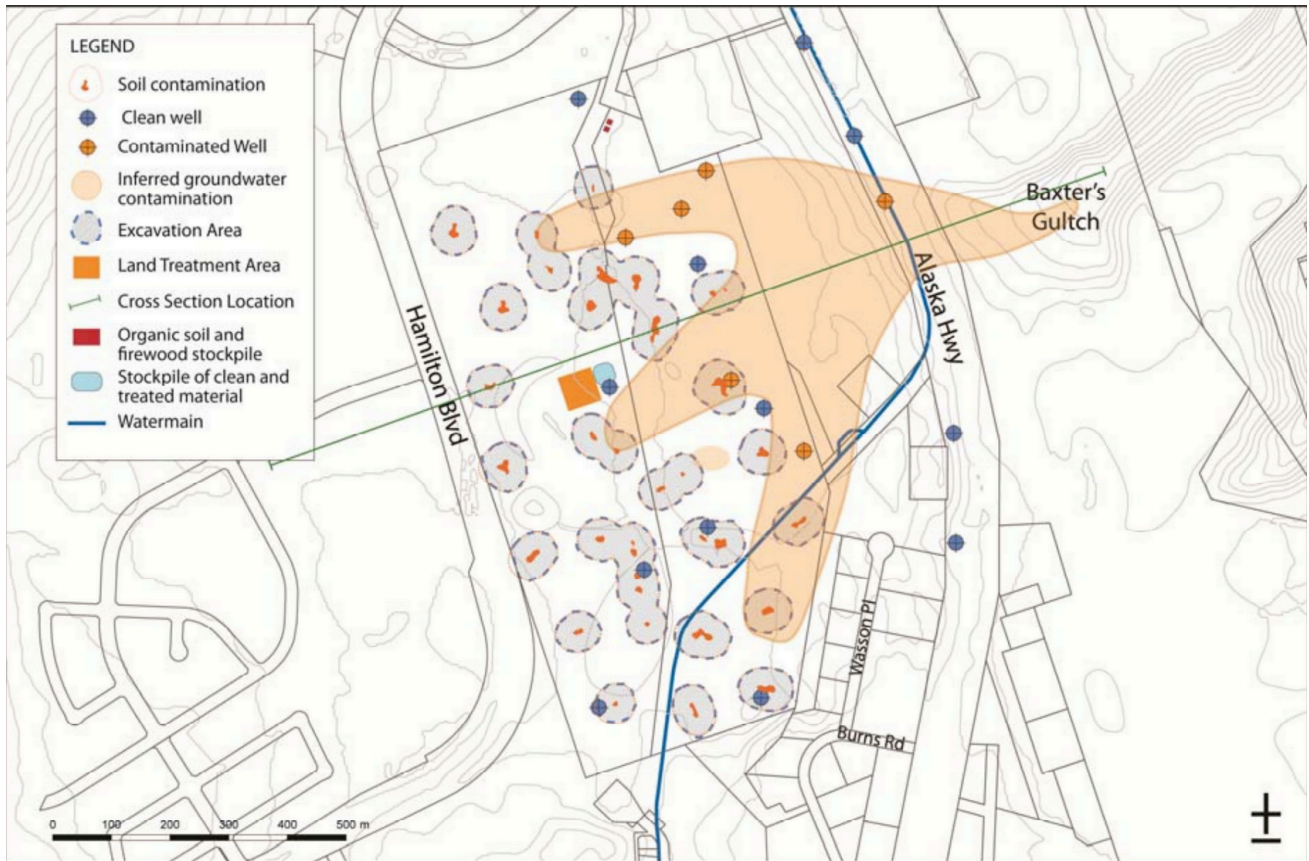 LEGEND
Soil contamination
Clean well
Contaminated Well
Inferred groundwater
contamination
Excavation Area
Land Treatment Area
Cross Section Location
Organic soil and
firewood stockpile
Stockpile of clean and
treated material
Watermain
Hamilton Blvd
Baxter's
Gultch
Alaska Hwy
Wasson Pl
Burns Rd
0 100 200 300 400 500 m